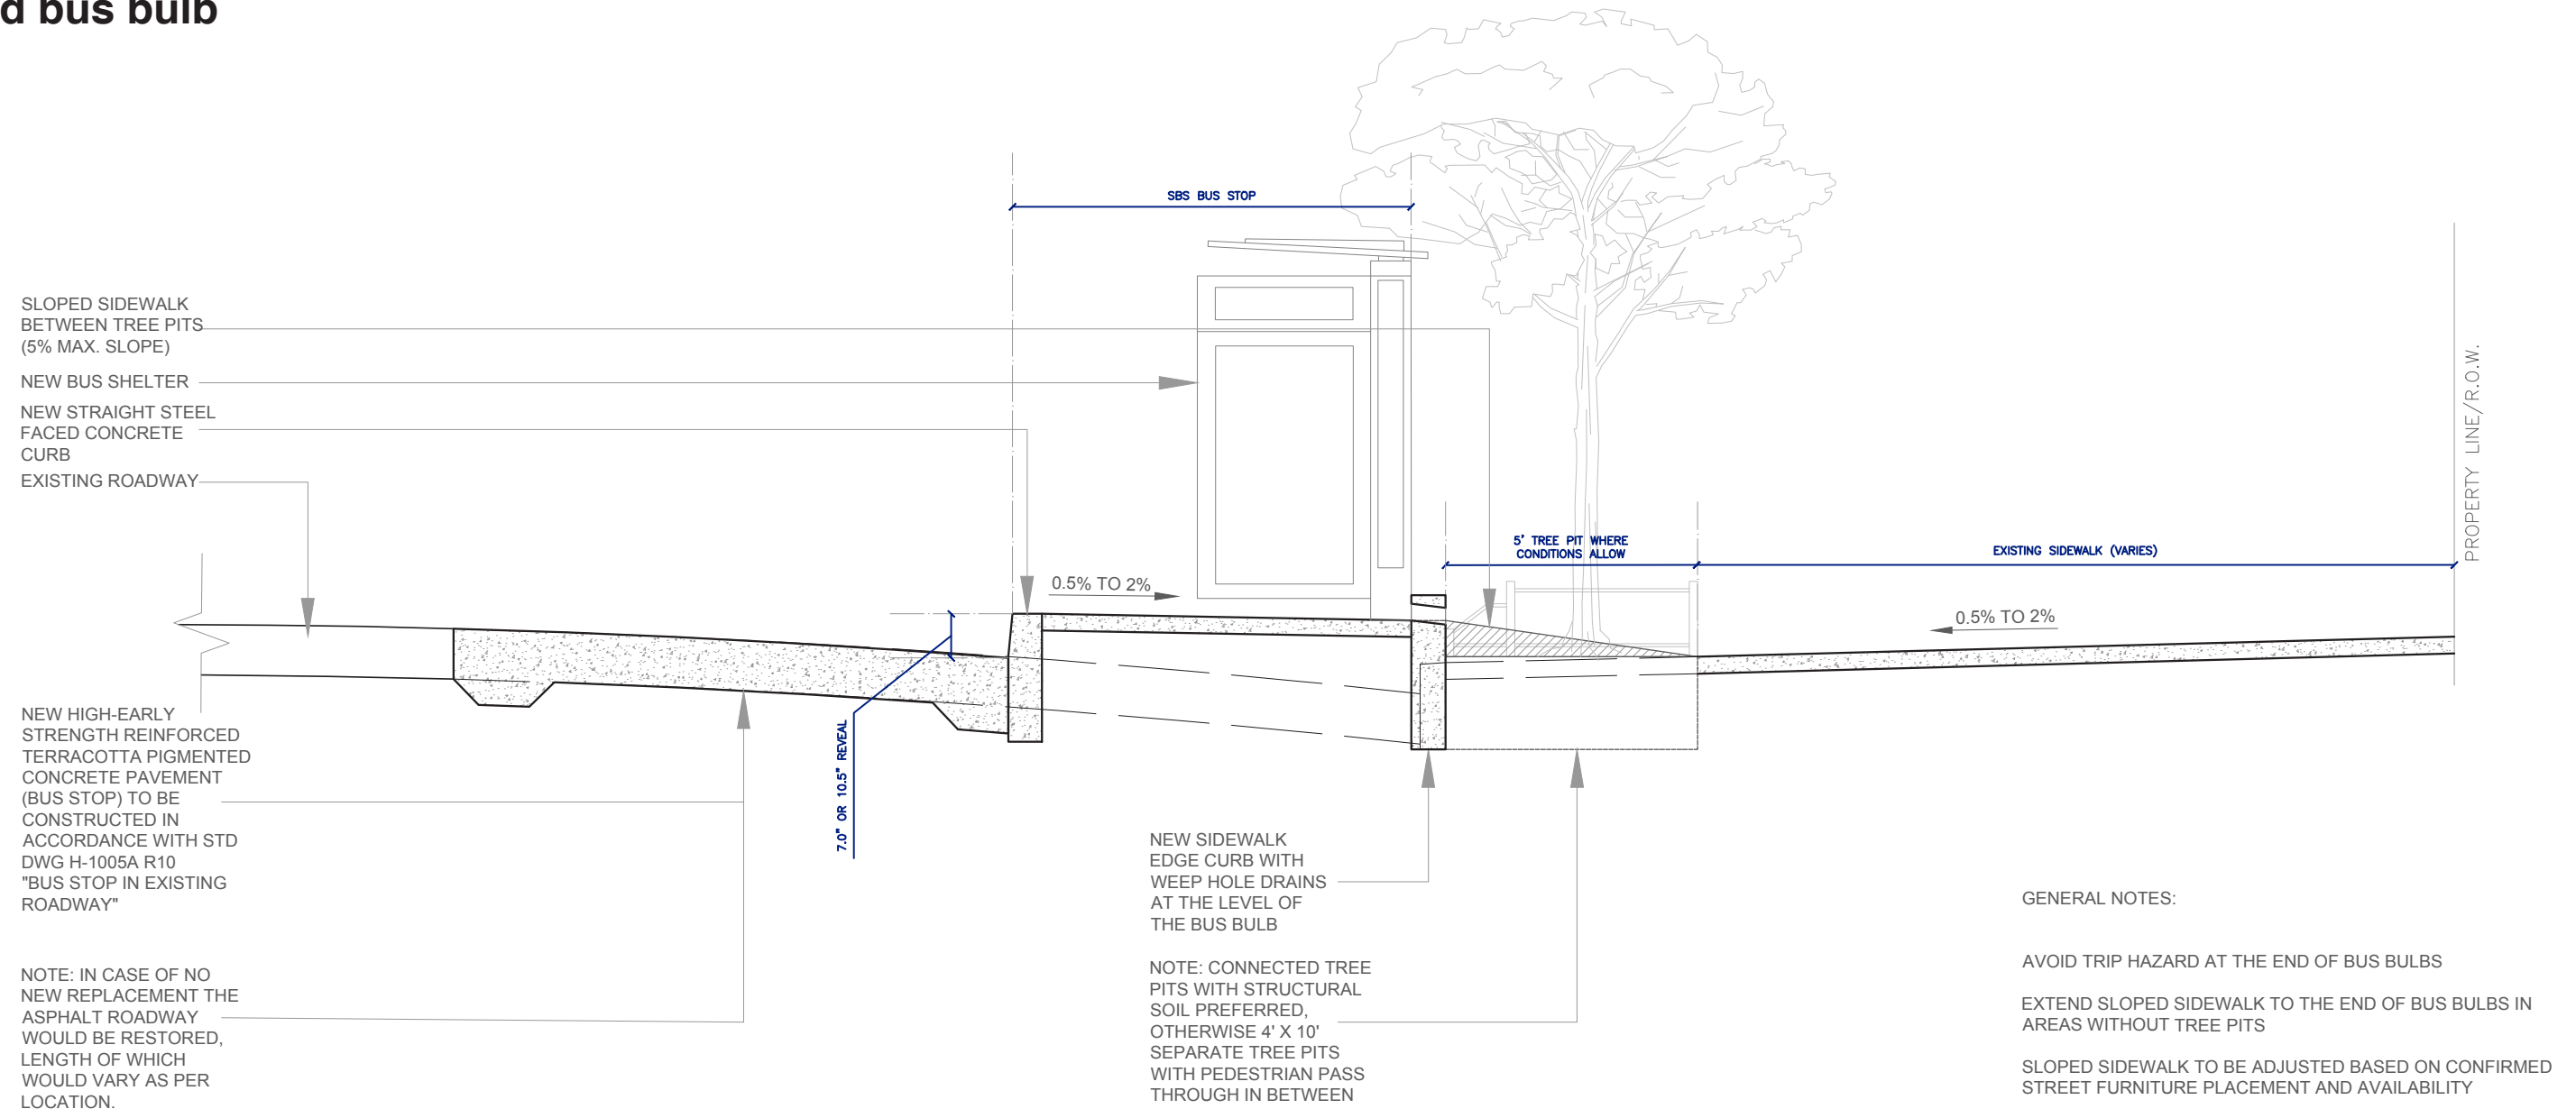 d bus bulb
SBS BUS STOP
SLOPED SIDEWALK
BETWEEN TREE PITS
(5% MAX. SLOPE)
NEW BUS SHELTER
NEW STRAIGHT STEEL
FACED CONCRETE
CURB
EXISTING ROADWAY
PROPERTY LINE/R.O.W.
5' TREE PIT WHERE
CONDITIONS ALLOW
EXISTING SIDEWALK (VARIES)
0.5% TO 2%
0.5% TO 2%
7.0" OR 10.5" REVEAL
NEW HIGH-EARLY
STRENGTH REINFORCED
TERRACOTTA PIGMENTED
CONCRETE PAVEMENT
(BUS STOP) TO BE
CONSTRUCTED IN
ACCORDANCE WITH STD
DWG H-1005A R10
"BUS STOP IN EXISTING
ROADWAY"
NOTE: IN CASE OF NO
NEW REPLACEMENT THE
ASPHALT ROADWAY
WOULD BE RESTORED,
LENGTH OF WHICH
WOULD VARY AS PER
LOCATION.
NEW SIDEWALK
EDGE CURB WITH
WEEP HOLE DRAINS
AT THE LEVEL OF
THE BUS BULB
NOTE: CONNECTED TREE
PITS WITH STRUCTURAL
SOIL PREFERRED,
OTHERWISE 4' X 10'
SEPARATE TREE PITS
WITH PEDESTRIAN PASS
THROUGH IN BETWEEN
GENERAL NOTES:
AVOID TRIP HAZARD AT THE END OF BUS BULBS
EXTEND SLOPED SIDEWALK TO THE END OF BUS BULBS IN
AREAS WITHOUT TREE PITS
SLOPED SIDEWALK TO BE ADJUSTED BASED ON CONFIRMED
STREET FURNITURE PLACEMENT AND AVAILABILITY